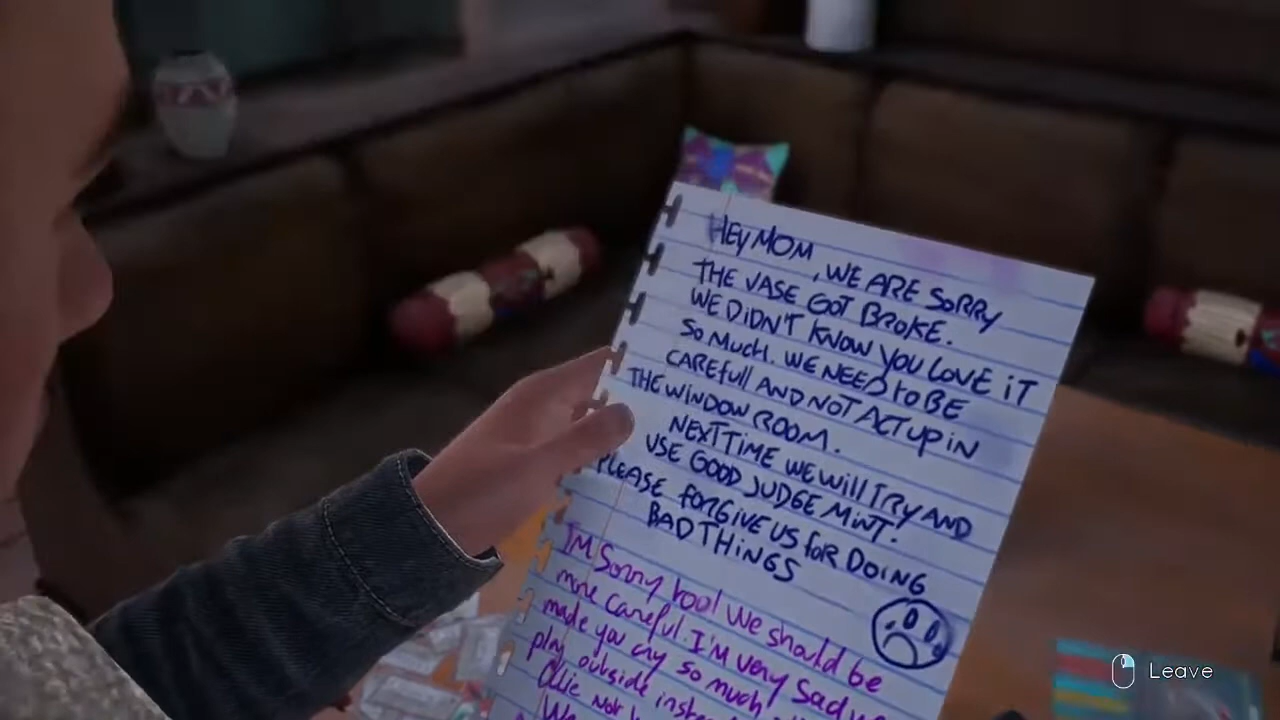 HEY MOM, WE ARE SORRY
THE VASE GOT BROKE.
WE DIDN'T KNOW YOU LOVE IT
SO MUCH. WE NEED TO BE
CAREFULL AND NOT ACT UP IN
THE WINDOW ROOM.
NEXT TIME WE WILL TRY AND
USE GOOD JUDGE MINT.
PLEASE FORGIVE US FOR DOING
BAD THINGS
I'M Sorry too! We should be
more careful. I'm very sad we
made you cry so much
play outside
Ollie not
We
Leave